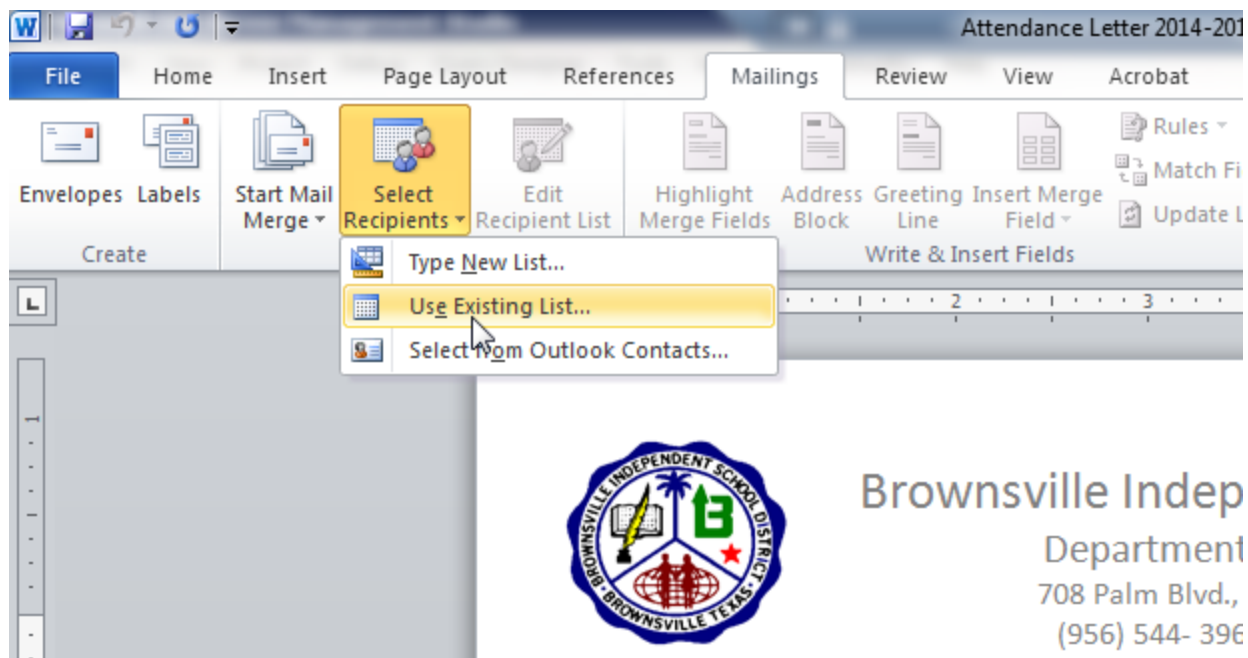 Attendance Letter 2014-201
File Home Insert Page Layout References Mailings Review View Acrobat
Envelopes Labels Start Mail Merge Select Recipients Edit Recipient List Highlight Merge Fields Address Block Greeting Line Insert Merge Field
Rules
Match Fi
Update L
Create Write & Insert Fields
Type New List...
Use Existing List...
Select from Outlook Contacts...
L 2 3
1
BROWNSVILLE INDEPENDENT SCHOOL DISTRICT
BROWNSVILLE TEXAS
B
Brownsville Indep
Department
708 Palm Blvd.,
(956) 544- 396